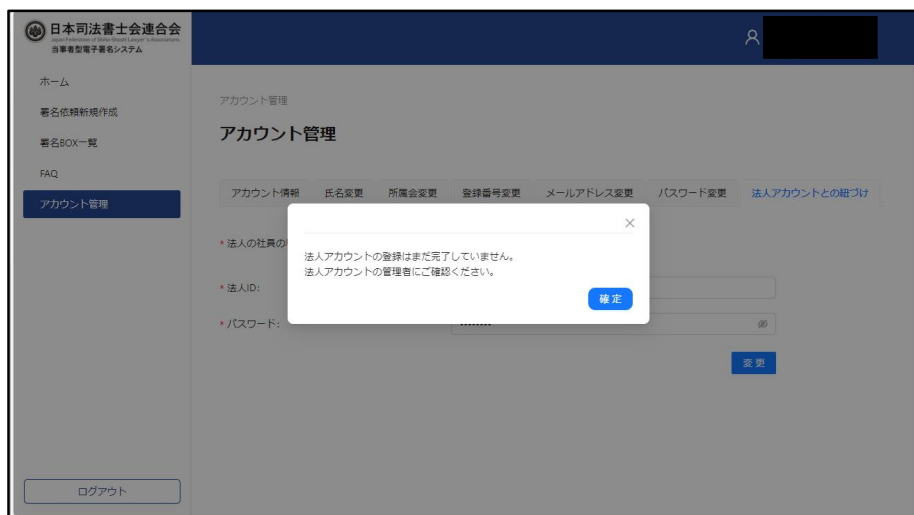 日本司法書士会連合会
Japan Federation of Shiho-Shoshi Lawyer's Associations
当事者型電子署名システム
ホーム
署名依頼新規作成
署名BOX一覧
FAQ
アカウント管理
ログアウト
アカウント管理
アカウント管理
アカウント情報 氏名変更 所属会変更 登録番号変更 メールアドレス変更 パスワード変更 法人アカウントとの紐づけ
* 法人の社員の
法人アカウントの登録はまだ完了していません。
法人アカウントの管理者にご確認ください。
確定
* 法人ID:
* パスワード:
変更